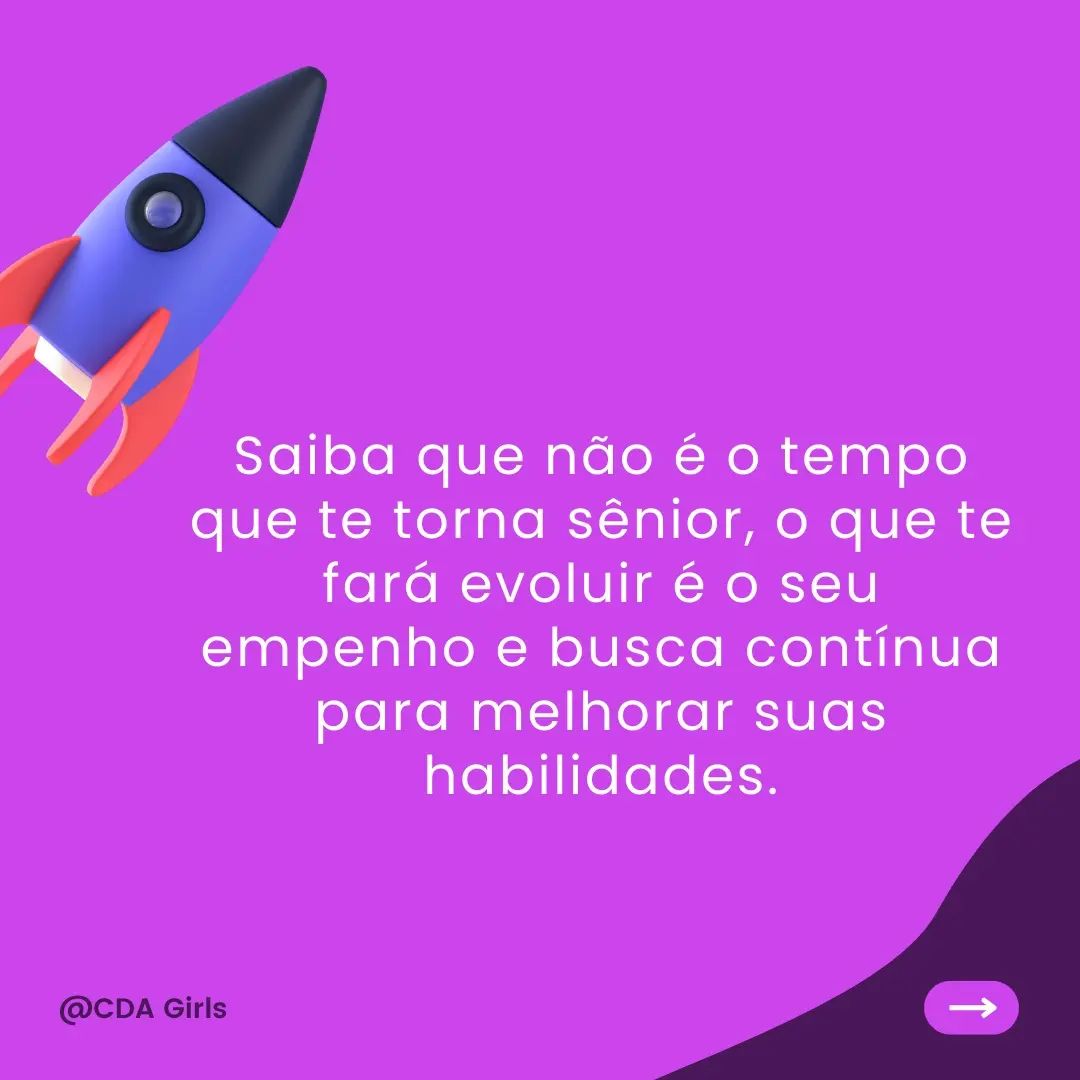 Saiba que não é o tempo
que te torna sênior, o que te
fará evoluir é o seu
empenho e busca contínua
para melhorar suas
habilidades.
@CDA Girls